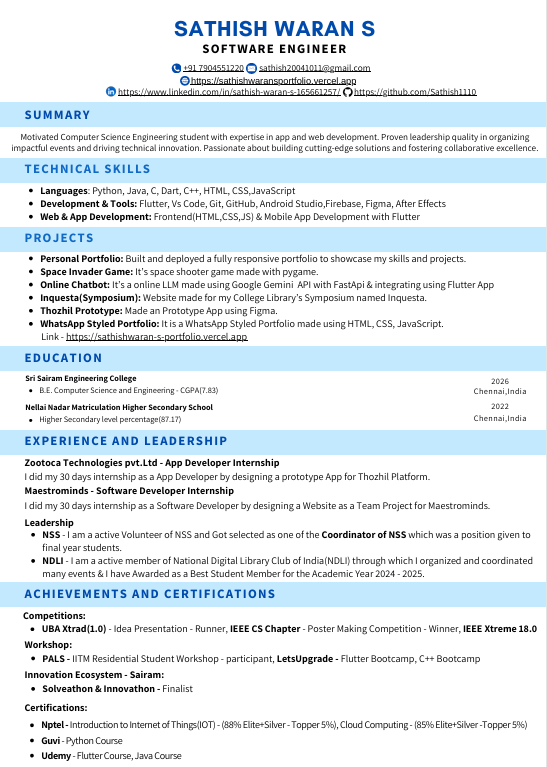 SATHISH WARAN S
SOFTWARE ENGINEER
+91 7904551220 sathish20041011@gmail.com
https://sathishwaransportfolio.vercel.app
https://www.linkedin.com/in/sathish-waran-s-165661257/ https://github.com/Sathish1110
SUMMARY
Motivated Computer Science Engineering student with expertise in app and web development. Proven leadership quality in organizing
impactful events and driving technical innovation. Passionate about building cutting-edge solutions and fostering collaborative excellence.
TECHNICAL SKILLS
• Languages: Python, Java, C, Dart, C++, HTML, CSS,JavaScript
• Development & Tools: Flutter, Vs Code, Git, GitHub, Android Studio,Firebase, Figma, After Effects
• Web & App Development: Frontend(HTML,CSS,JS) & Mobile App Development with Flutter
PROJECTS
• Personal Portfolio: Built and deployed a fully responsive portfolio to showcase my skills and projects.
• Space Invader Game: It's space shooter game made with pygame.
• Online Chatbot: It's a online LLM made using Google Gemini API with FastApi & integrating using Flutter App
• Inquesta(Symposium): Website made for my College Library's Symposium named Inquesta.
• Thozhil Prototype: Made an Prototype App using Figma.
• WhatsApp Styled Portfolio: It is a WhatsApp Styled Portfolio made using HTML, CSS, JavaScript.
Link - https://sathishwaran-s-portfolio.vercel.app
EDUCATION
Sri Sairam Engineering College
2026
• B.E. Computer Science and Engineering - CGPA(7.83)
Chennai,India
Nellai Nadar Matriculation Higher Secondary School
2022
• Higher Secondary level percentage(87.17)
Chennai,India
EXPERIENCE AND LEADERSHIP
Zootoca Technologies pvt.Ltd - App Developer Internship
I did my 30 days internship as a App Developer by designing a prototype App for Thozhil Platform.
Maestrominds - Software Developer Internship
I did my 30 days internship as a Software Developer by designing a Website as a Team Project for Maestrominds.
Leadership
• NSS - I am a active Volunteer of NSS and Got selected as one of the Coordinator of NSS which was a position given to
final year students.
• NDLI - I am a active member of National Digital Library Club of India(NDLI) through which I organized and coordinated
many events & I have Awarded as a Best Student Member for the Academic Year 2024 - 2025.
ACHIEVEMENTS AND CERTIFICATIONS
Competitions:
• UBA Xtrad(1.0) - Idea Presentation - Runner, IEEE CS Chapter - Poster Making Competition - Winner, IEEE Xtreme 18.0
Workshop:
• PALS - IITM Residential Student Workshop - participant, LetsUpgrade - Flutter Bootcamp, C++ Bootcamp
Innovation Ecosystem - Sairam:
• Solveathon & Innovathon - Finalist
Certifications:
• Nptel - Introduction to Internet of Things(IOT) - (88% Elite+Silver - Topper 5%), Cloud Computing - (85% Elite+Silver -Topper 5%)
• Guvi - Python Course
• Udemy - Flutter Course, Java Course